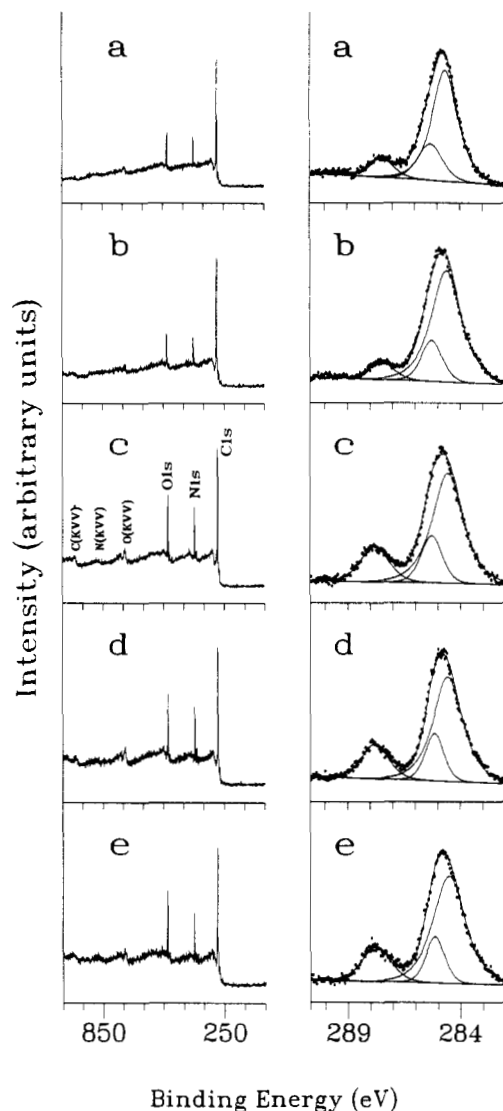 a
a
b
b
c
c
C(KVV)
N(KVV)
O(KVV)
O1s
N1s
C1s
d
d
e
e
850
250
289
284
Intensity (arbitrary units)
Binding Energy (eV)